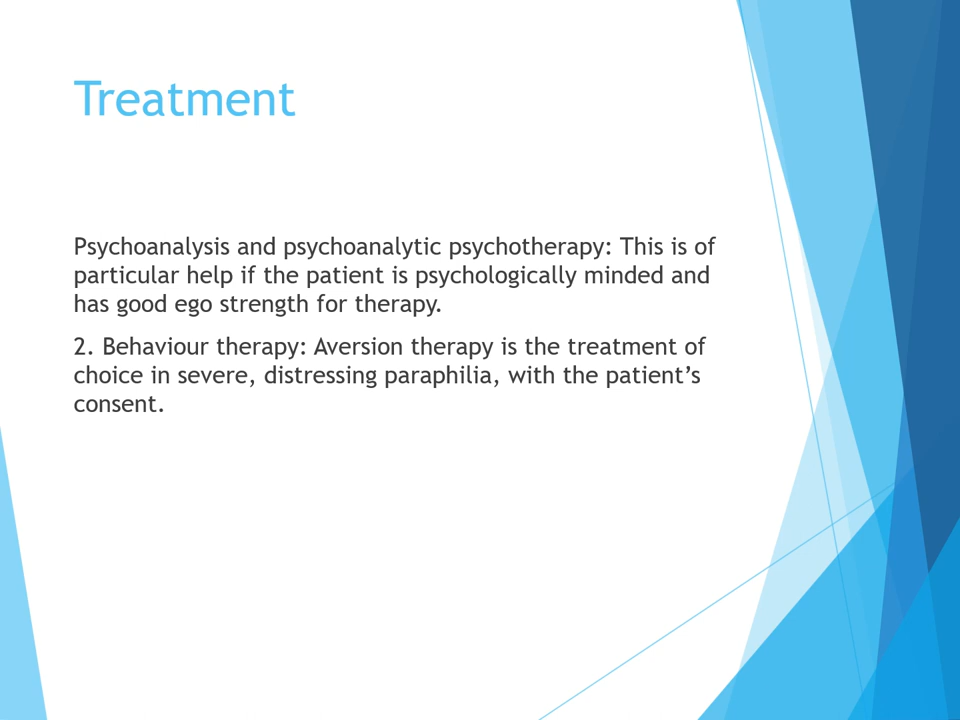 Treatment
Psychoanalysis and psychoanalytic psychotherapy: This is of
particular help if the patient is psychologically minded and
has good ego strength for therapy.
2. Behaviour therapy: Aversion therapy is the treatment of
choice in severe, distressing paraphilia, with the patient’s
consent.